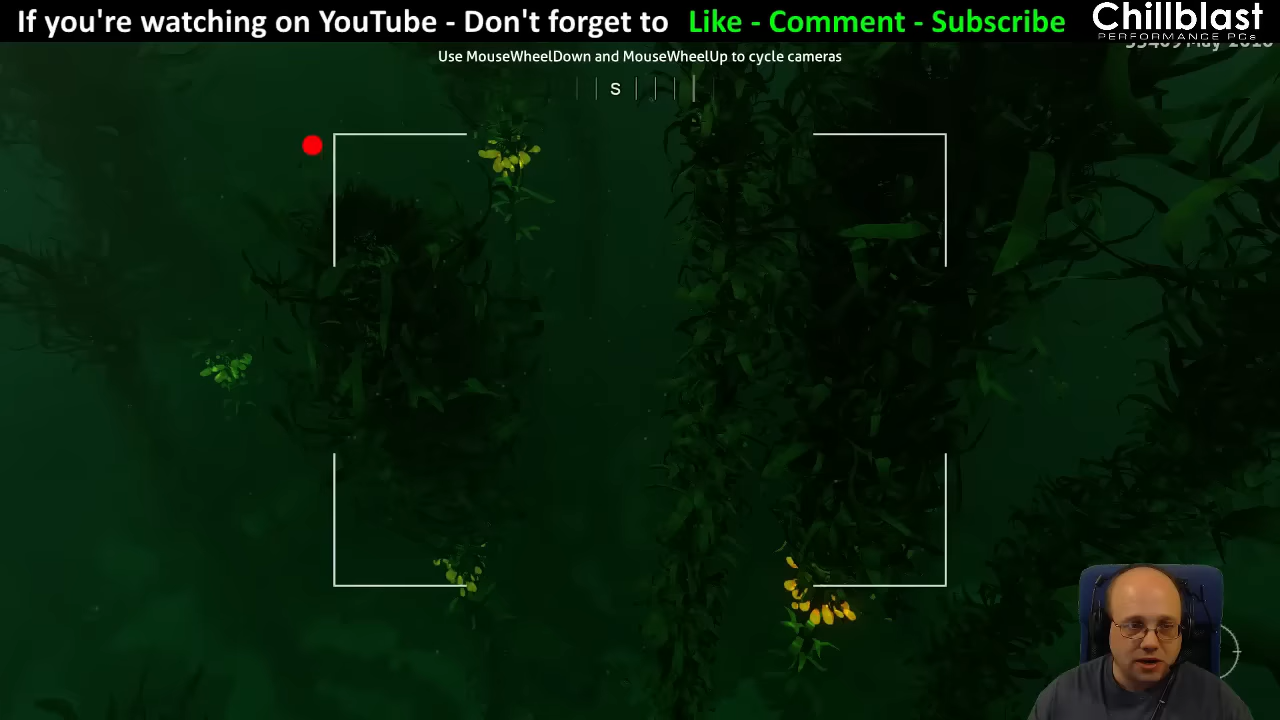 If you're watching on YouTube - Don't forget to Like - Comment - Subscribe
Chillblast
PERFORMANCE PCs
Use MouseWheelDown and MouseWheelUp to cycle cameras
S